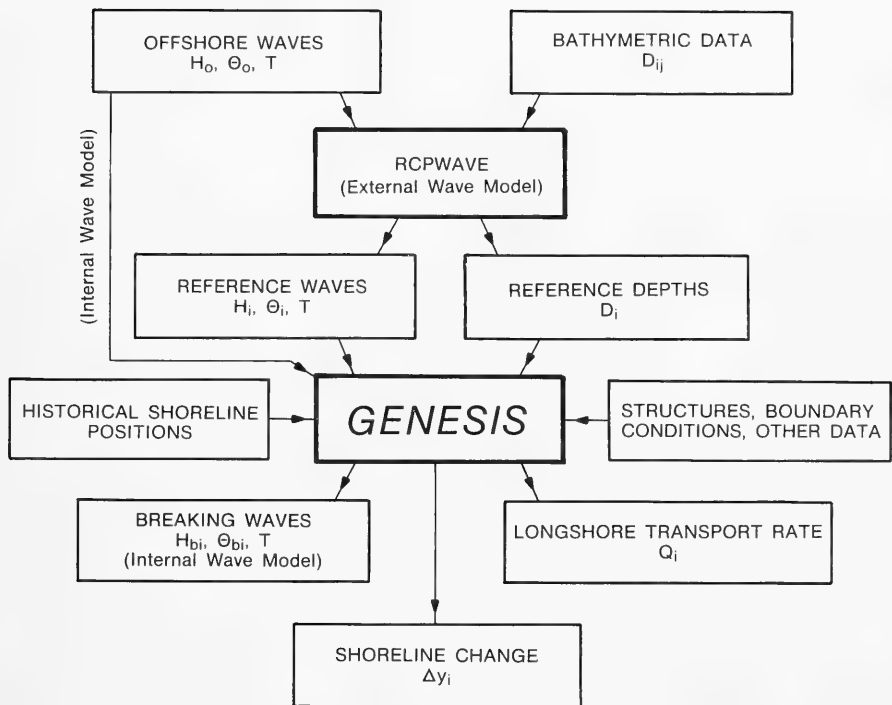 OFFSHORE WAVES
Hₒ, Θₒ, T
BATHYMETRIC DATA
Dᵢⱼ
(Internal Wave Model)
RCPWAVE
(External Wave Model)
REFERENCE WAVES
Hᵢ, Θᵢ, T
REFERENCE DEPTHS
Dᵢ
HISTORICAL SHORELINE
POSITIONS
GENESIS
STRUCTURES, BOUNDARY
CONDITIONS, OTHER DATA
BREAKING WAVES
H_bi, Θ_bi, T
(Internal Wave Model)
LONGSHORE TRANSPORT RATE
Qᵢ
SHORELINE CHANGE
Δyᵢ